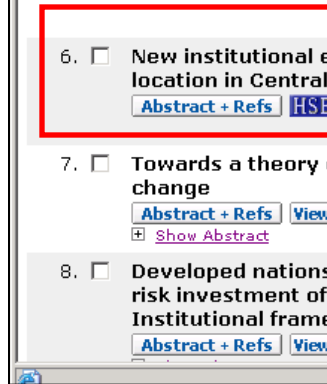 6. New institutional
location in Central
Abstract + Refs HSE
7. Towards a theory
change
Abstract + Refs View
Show Abstract
8. Developed nations
risk investment of
Institutional frame
Abstract + Refs View